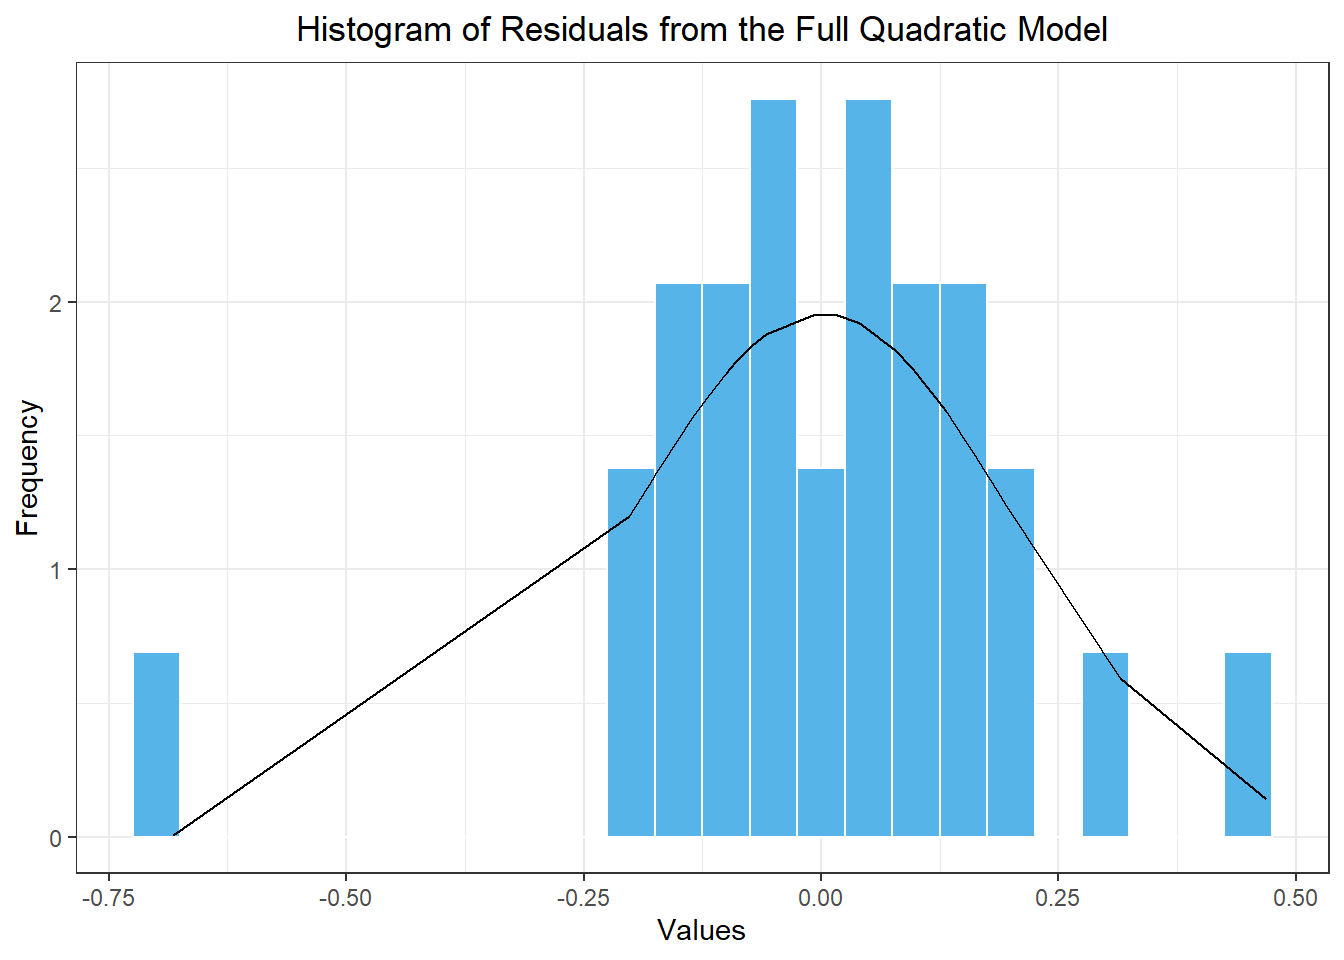 Histogram of Residuals from the Full Quadratic Model
Frequency
2
1
0
-0.75 -0.50 -0.25 0.00 0.25 0.50
Values